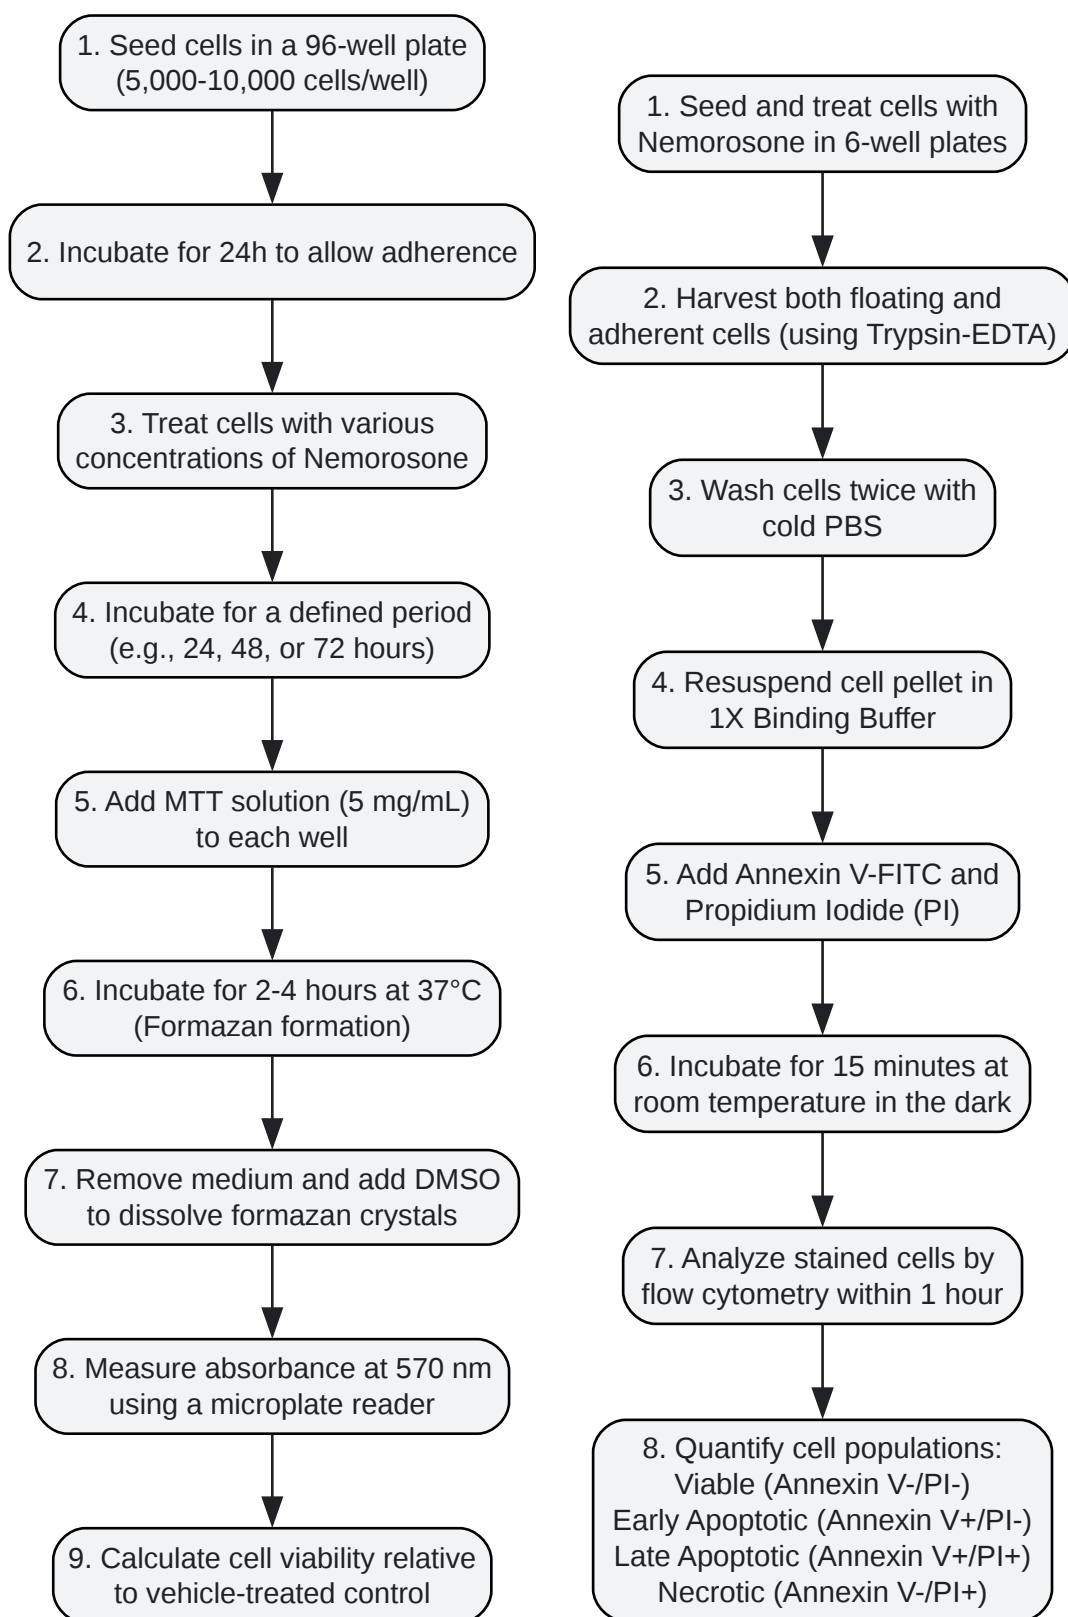 1. Seed cells in a 96-well plate
(5,000-10,000 cells/well)
2. Incubate for 24h to allow adherence
3. Treat cells with various
concentrations of Nemorosone
4. Incubate for a defined period
(e.g., 24, 48, or 72 hours)
5. Add MTT solution (5 mg/mL)
to each well
6. Incubate for 2-4 hours at 37°C
(Formazan formation)
7. Remove medium and add DMSO
to dissolve formazan crystals
8. Measure absorbance at 570 nm
using a microplate reader
9. Calculate cell viability relative
to vehicle-treated control
1. Seed and treat cells with
Nemorosone in 6-well plates
2. Harvest both floating and
adherent cells (using Trypsin-EDTA)
3. Wash cells twice with
cold PBS
4. Resuspend cell pellet in
1X Binding Buffer
5. Add Annexin V-FITC and
Propidium Iodide (PI)
6. Incubate for 15 minutes at
room temperature in the dark
7. Analyze stained cells by
flow cytometry within 1 hour
8. Quantify cell populations:
Viable (Annexin V-/PI-)
Early Apoptotic (Annexin V+/PI-)
Late Apoptotic (Annexin V+/PI+)
Necrotic (Annexin V-/PI+)